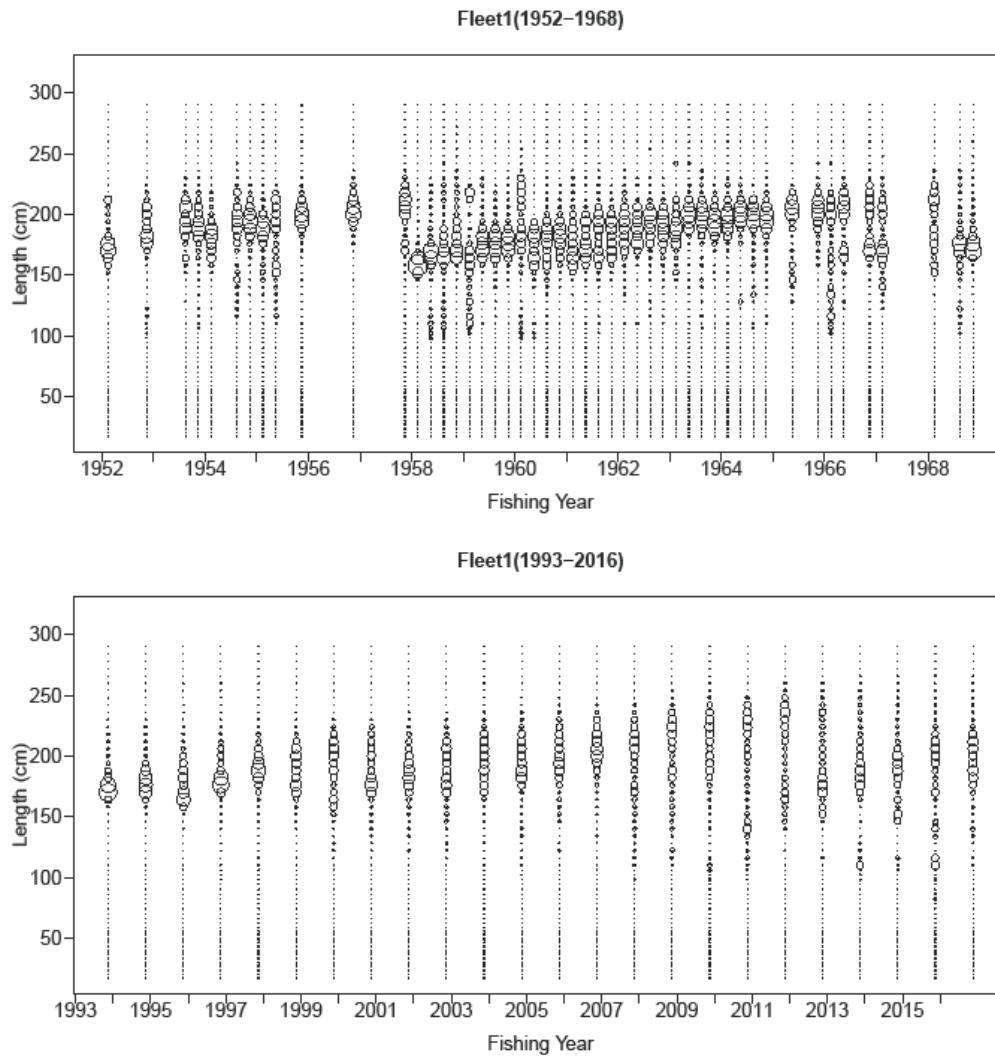 Fleet1(1952−1968)
300
250
200
150
100
50
Length (cm)
1952 1954 1956 1958 1960 1962 1964 1966 1968
Fishing Year
Fleet1(1993−2016)
300
250
200
150
100
50
Length (cm)
1993 1995 1997 1999 2001 2003 2005 2007 2009 2011 2013 2015
Fishing Year